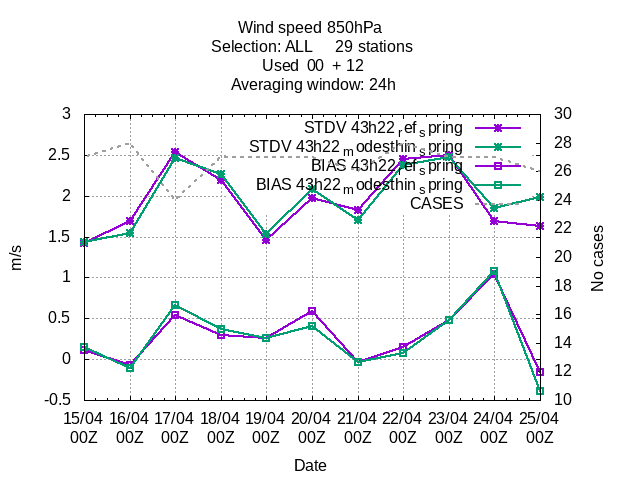 Wind speed 850hPa
Selection: ALL 29 stations
Used 00 + 12
Averaging window: 24h
3
2.5
2
1.5
1
0.5
0
-0.5
m/s
30
28
26
24
22
20
18
16
14
12
10
No cases
STDV 43h22refspring
STDV 43h22modesthinspring
BIAS 43h22refspring
BIAS 43h22modesthinspring
CASES
15/04 16/04 17/04 18/04 19/04 20/04 21/04 22/04 23/04 24/04 25/04
00Z 00Z 00Z 00Z 00Z 00Z 00Z 00Z 00Z 00Z 00Z
Date